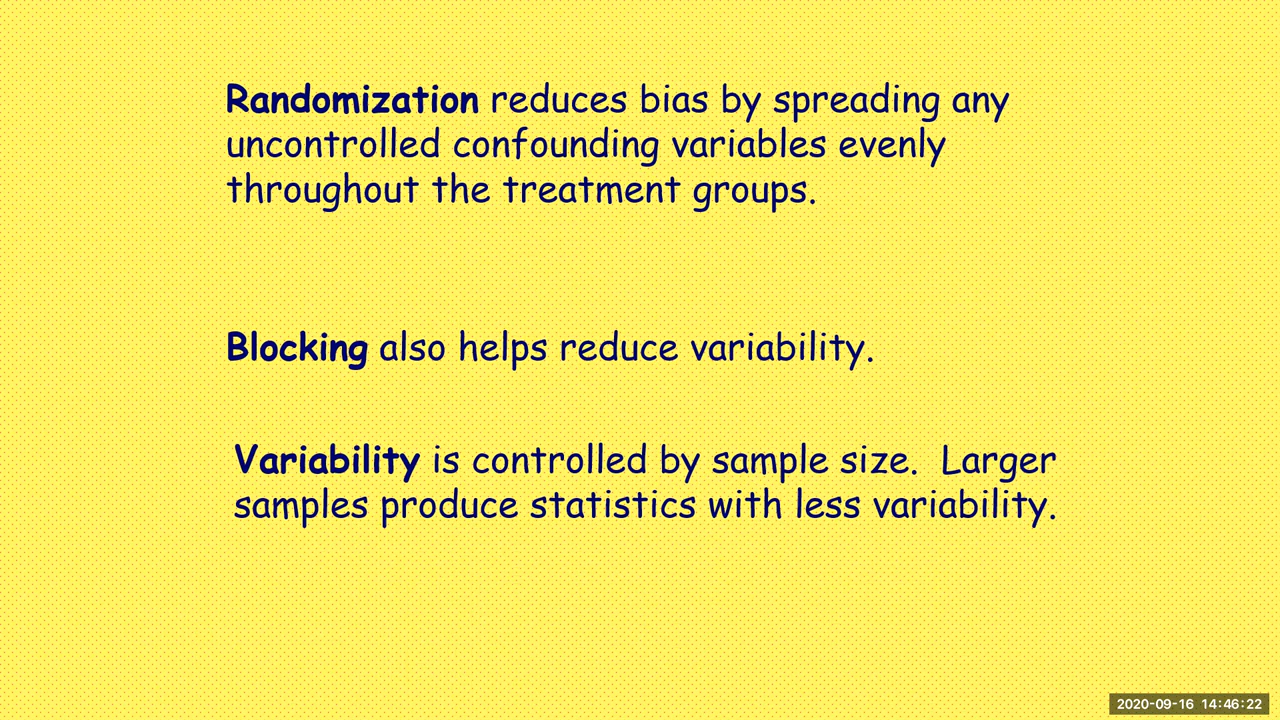 Randomization reduces bias by spreading any
uncontrolled confounding variables evenly
throughout the treatment groups.
Blocking also helps reduce variability.
Variability is controlled by sample size.  Larger
samples produce statistics with less variability.
2020-09-16 14:46:22